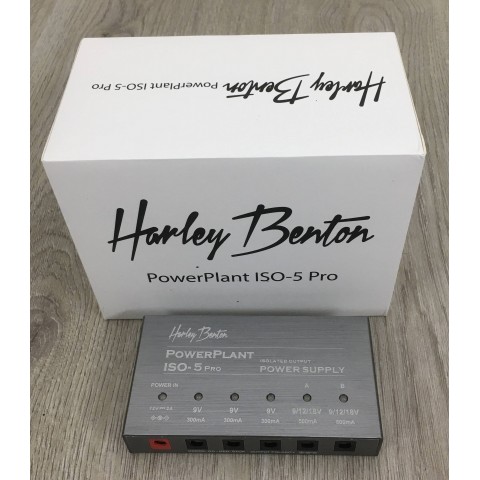 Harley Benton
PowerPlant ISO-5 Pro
Harley Benton
PowerPlant ISO-5 Pro
Harley Benton
POWERPLANT
ISO-5 PRO
ISOLATED OUTPUT
POWER SUPPLY
POWER IN
A
B
9V
9V
9V
9/12/18V
9/12/18V
300mA
300mA